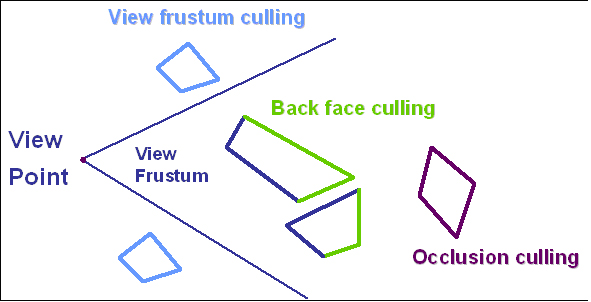 View frustum culling
Back face culling
View
Point
View
Frustum
Occlusion culling